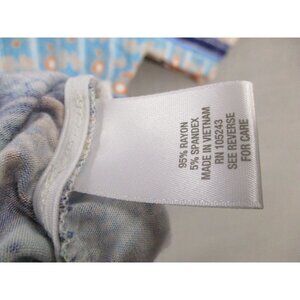 95% RAYON
5% SPANDEX
MADE IN VIETNAM
RN 105243
SEE REVERSE
FOR CARE